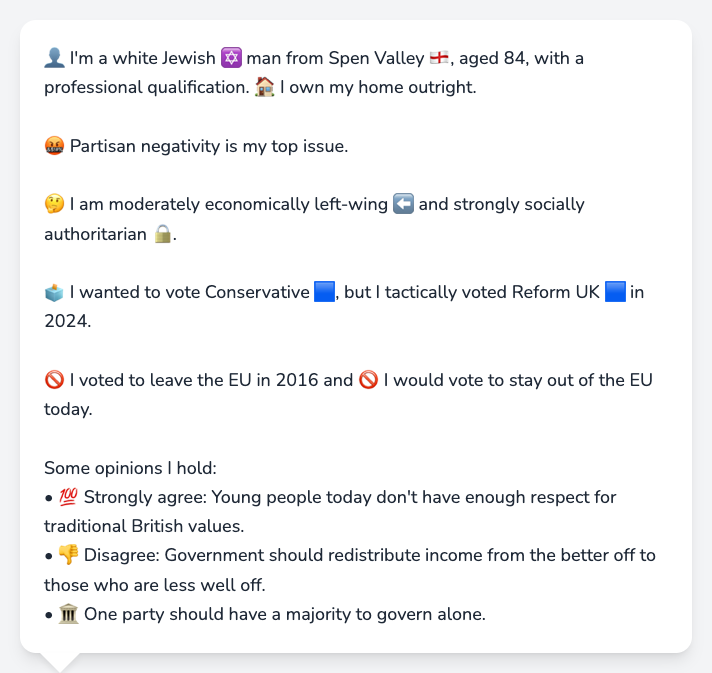 👤 I'm a white Jewish ✡️ man from Spen Valley 🏴󠁧󠁢󠁥󠁮󠁧󠁿, aged 84, with a
professional qualification. 🏠 I own my home outright.
🤬 Partisan negativity is my top issue.
🤔 I am moderately economically left-wing ⬅️ and strongly socially
authoritarian 🔒.
🗳️ I wanted to vote Conservative 🟦, but I tactically voted Reform UK 🟦 in
2024.
🚫 I voted to leave the EU in 2016 and 🚫 I would vote to stay out of the EU
today.
Some opinions I hold:
• 💯 Strongly agree: Young people today don't have enough respect for
traditional British values.
• 👎 Disagree: Government should redistribute income from the better off to
those who are less well off.
• 🏛️ One party should have a majority to govern alone.